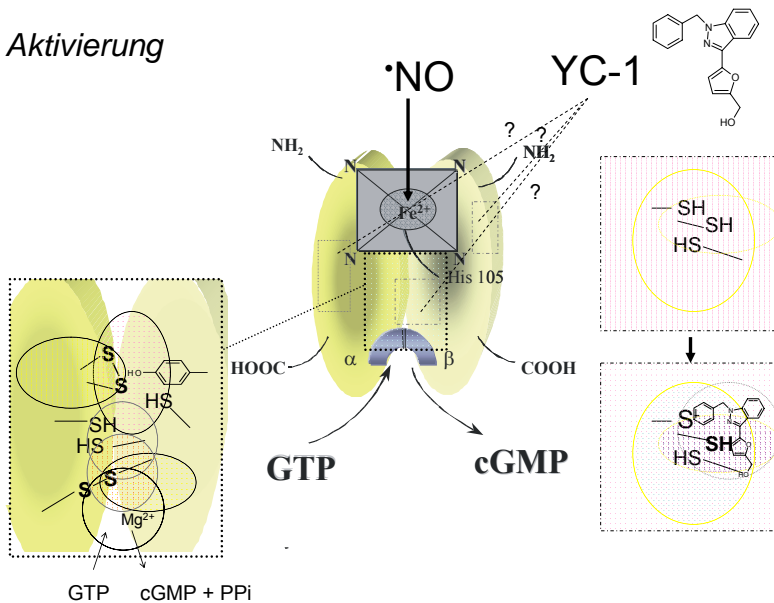 Aktivierung
•NO
YC-1
N
N
HO
NH₂
?
?
?
NH₂
N
N
Fe²⁺
N
N
His 105
SH
SH
HS
HOOC
α
β
COOH
GTP
cGMP
S
S
HO
HS
SH
HS
S
S
Mg²⁺
GTP
cGMP + PPi
S
N
N
SH
HS
HO